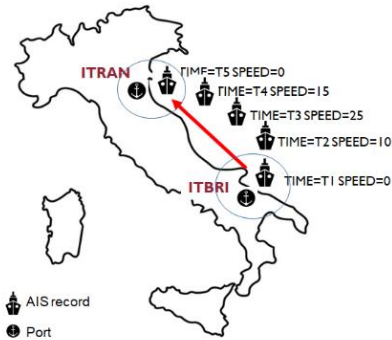 ITRAN
TIME=T5 SPEED=0
TIME=T4 SPEED=15
TIME=T3 SPEED=25
TIME=T2 SPEED=10
ITBRI
TIME=T1 SPEED=0
AIS record
Port